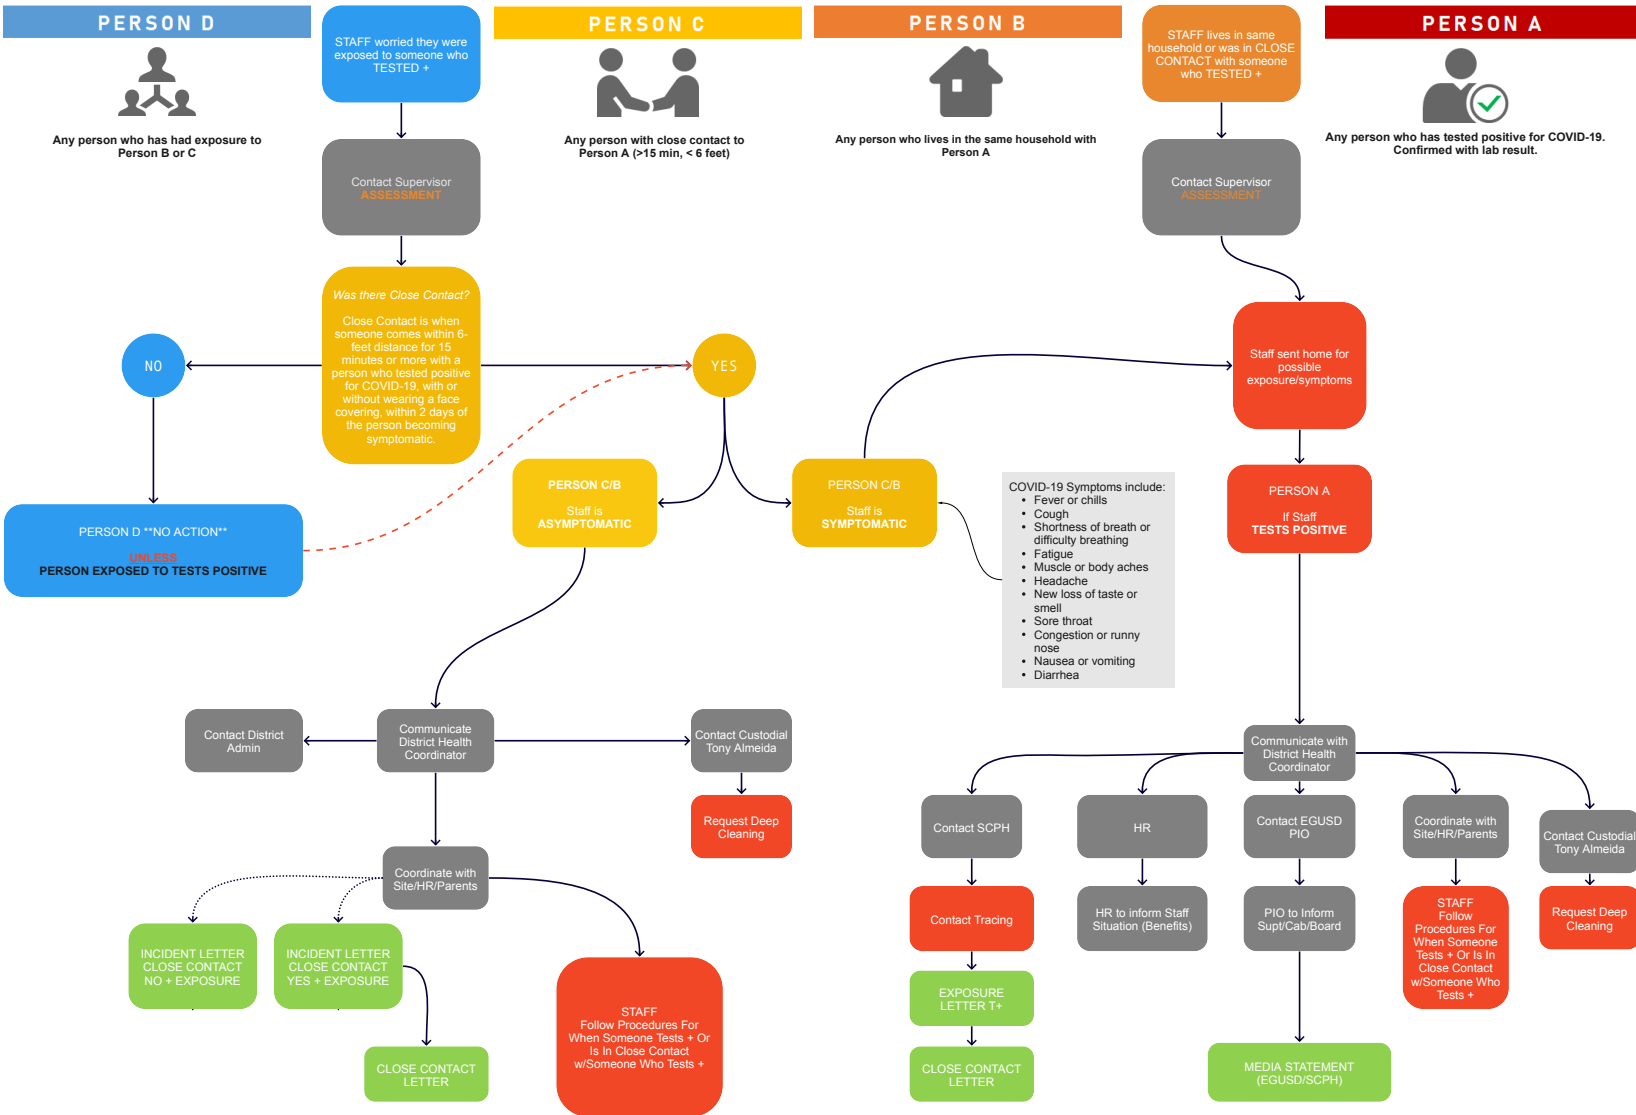 PERSON D
STAFF worried they were
exposed to someone who
TESTED +
PERSON C
PERSON B
STAFF lives in same
household or was in CLOSE
CONTACT with someone
who TESTED +
PERSON A
Any person who has had exposure to
Person B or C
Any person with close contact to
Person A (>15 min, < 6 feet)
Any person who lives in the same household with
Person A
Any person who has tested positive for COVID-19.
Confirmed with lab result.
Contact Supervisor
ASSESSMENT
Contact Supervisor
ASSESSMENT
Was there Close Contact?
Close Contact is when
someone comes within 6-
feet distance for 15
minutes or more with a
person who tested positive
for COVID-19, with or
without wearing a face
covering, within 2 days of
the person becoming
symptomatic.
NO
YES
Staff sent home for
possible
exposure/symptoms
PERSON D **NO ACTION**
UNLESS
PERSON EXPOSED TO TESTS POSITIVE
PERSON C/B
Staff is
ASYMPTOMATIC
PERSON C/B
Staff is
SYMPTOMATIC
COVID-19 Symptoms include:
• Fever or chills
• Cough
• Shortness of breath or
difficulty breathing
• Fatigue
• Muscle or body aches
• Headache
• New loss of taste or
smell
• Sore throat
• Congestion or runny
nose
• Nausea or vomiting
• Diarrhea
PERSON A
If Staff
TESTS POSITIVE
Contact District
Admin
Communicate
District Health
Coordinator
Contact Custodial
Tony Almeida
Request Deep
Cleaning
Coordinate with
Site/HR/Parents
INCIDENT LETTER
CLOSE CONTACT
NO + EXPOSURE
INCIDENT LETTER
CLOSE CONTACT
YES + EXPOSURE
CLOSE CONTACT
LETTER
STAFF
Follow Procedures For
When Someone Tests + Or
Is In Close Contact
w/Someone Who Tests +
Communicate with
District Health
Coordinator
Contact SCPH
HR
Contact EGUSD
PIO
Coordinate with
Site/HR/Parents
Contact Custodial
Tony Almeida
Contact Tracing
HR to inform Staff
Situation (Benefits)
PIO to Inform
Supt/Cab/Board
STAFF
Follow
Procedures For
When Someone
Tests + Or Is In
Close Contact
w/Someone Who
Tests +
Request Deep
Cleaning
EXPOSURE
LETTER T+
CLOSE CONTACT
LETTER
MEDIA STATEMENT
(EGUSD/SCPH)